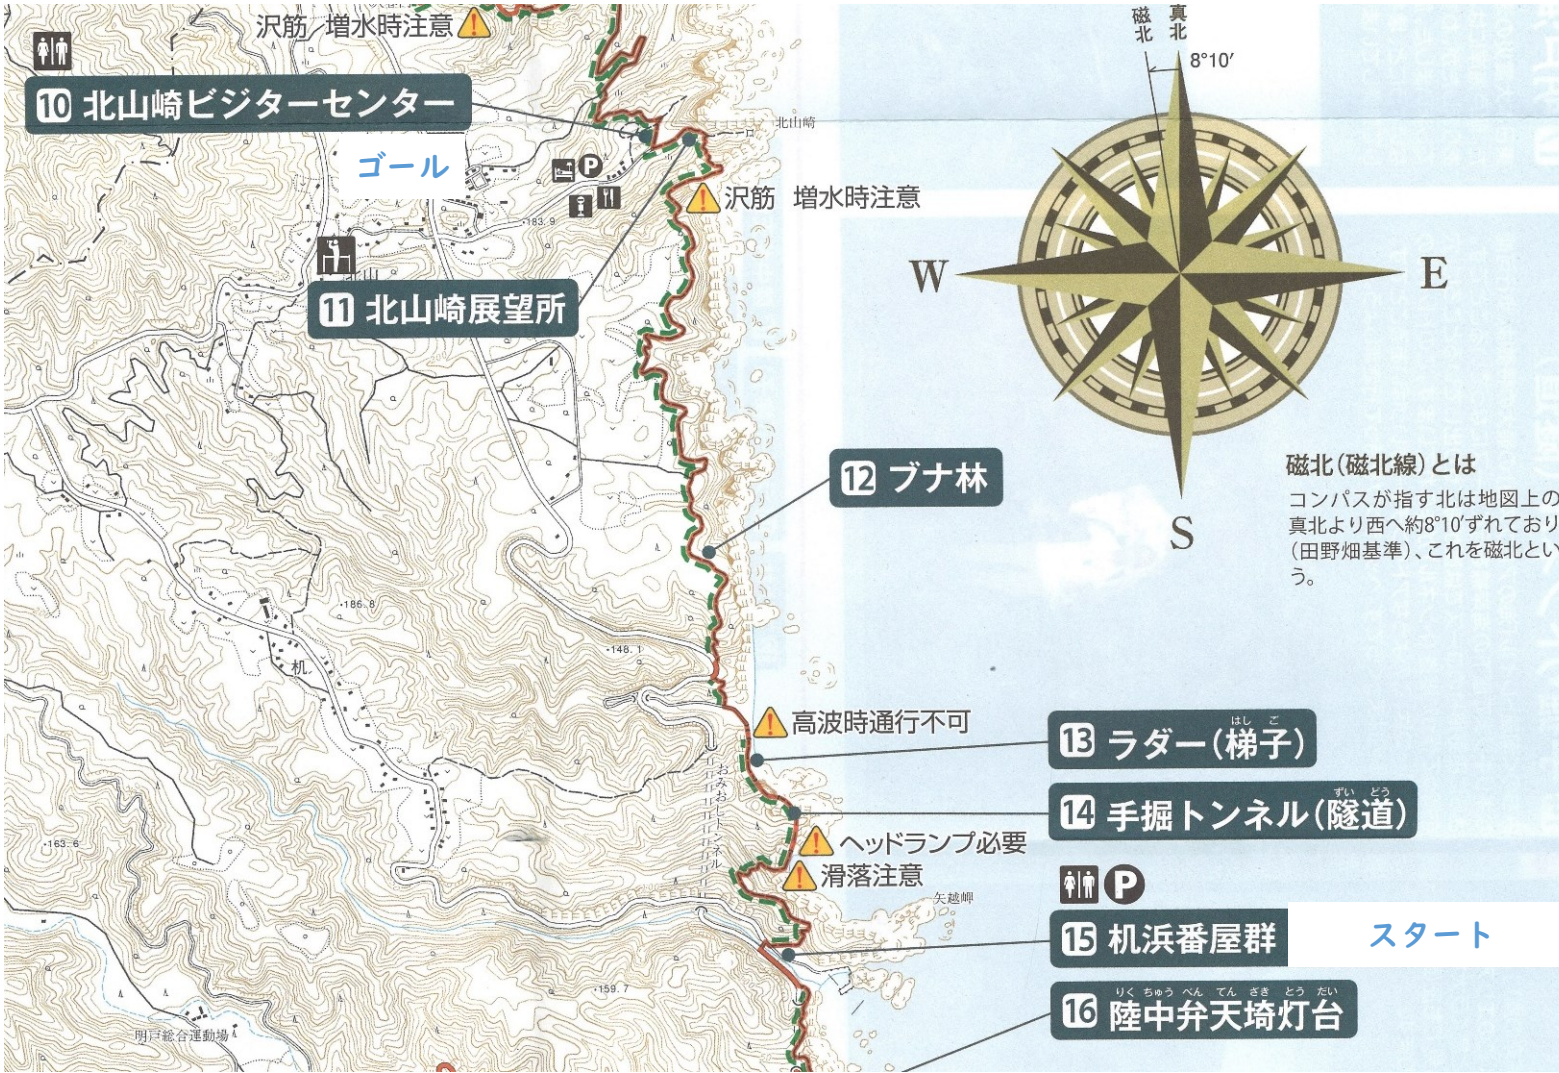 沢筋 増水時注意
磁北
真北
8°10′
10 北山崎ビジターセンター
ゴール
北山崎
P
沢筋 増水時注意
183.9
北山
11 北山崎展望所
W
E
S
12 ブナ林
磁北(磁北線)とは
コンパスが指す北は地図上の
真北より西へ約8°10′ずれており
(田野畑基準)、これを磁北とい
う。
186.8
148.1
机
高波時通行不可
はしご
13 ラダー(梯子)
おみおしトンネル
ずいどう
14 手掘トンネル(隧道)
163.6
ヘッドランプ必要
滑落注意
矢越岬
P
15 机浜番屋群
スタート
159.7
りくちゅうべんてんざきとうだい
16 陸中弁天埼灯台
明戸総合運動場